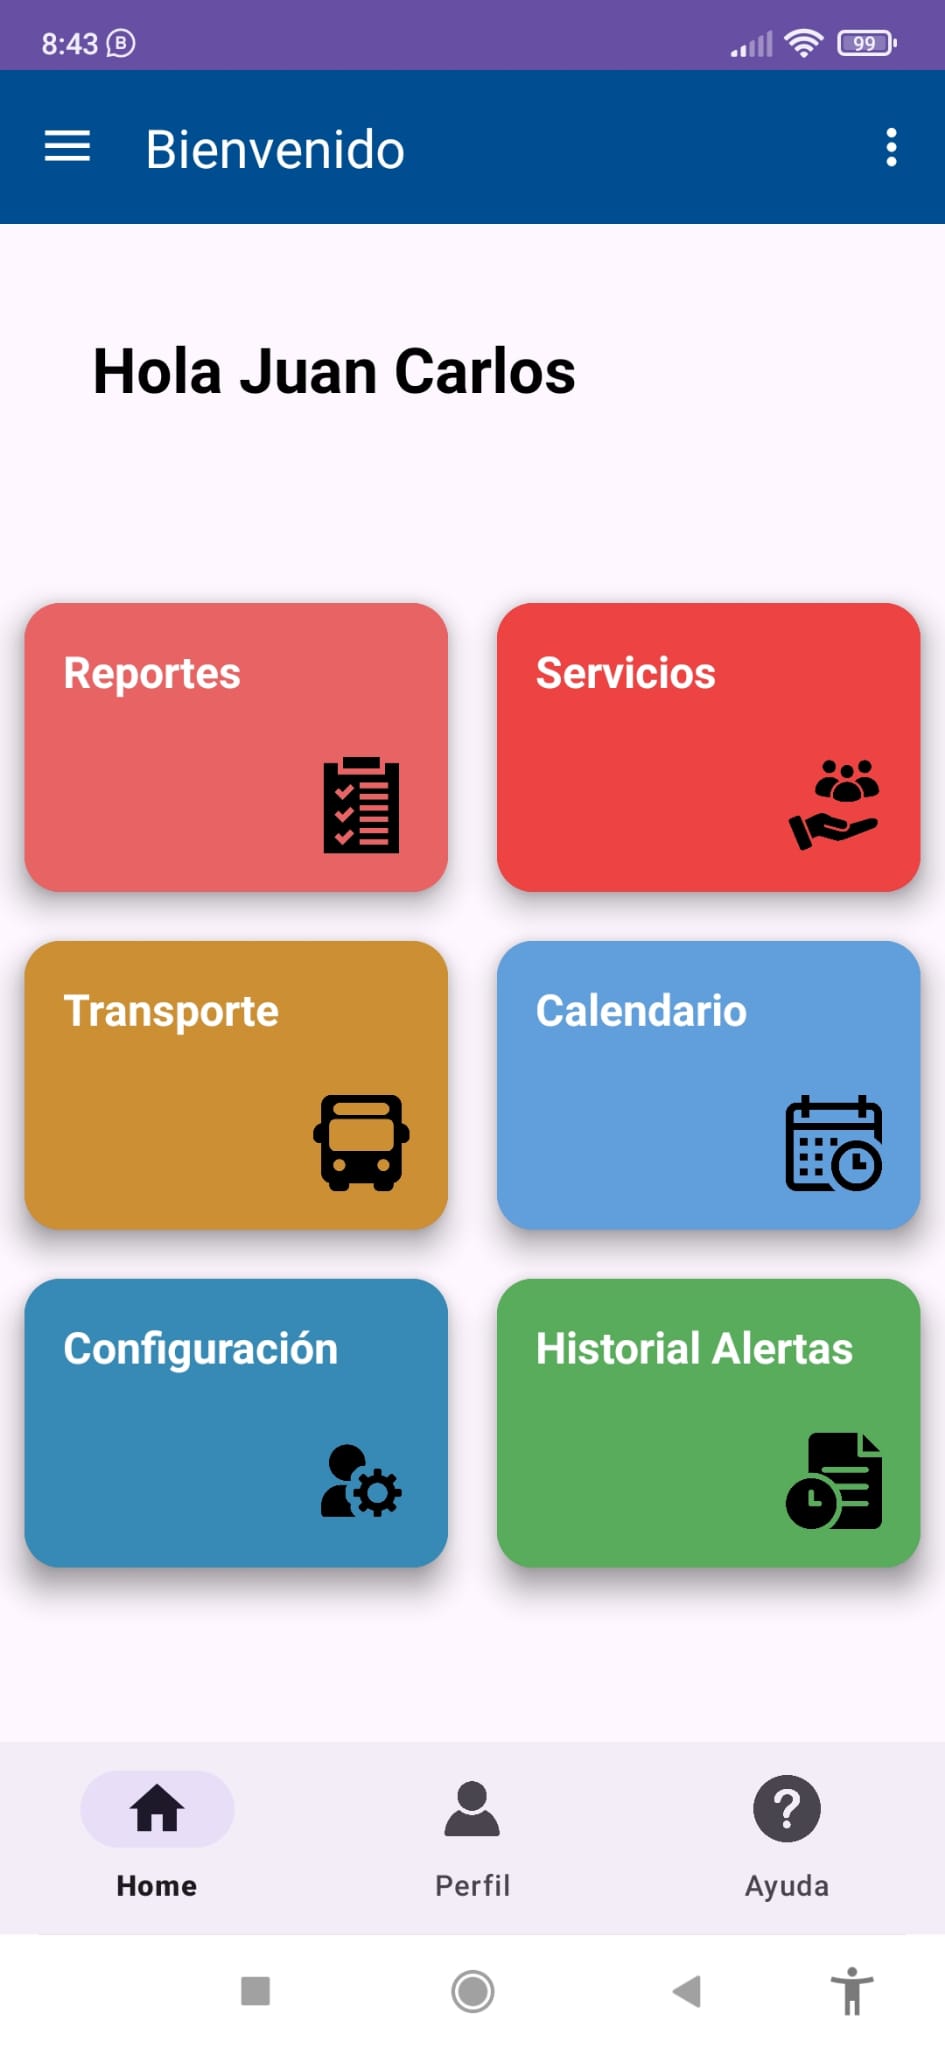 8:43
99
Bienvenido
Hola Juan Carlos
Reportes
Servicios
Transporte
Calendario
Configuración
Historial Alertas
Home
Perfil
Ayuda